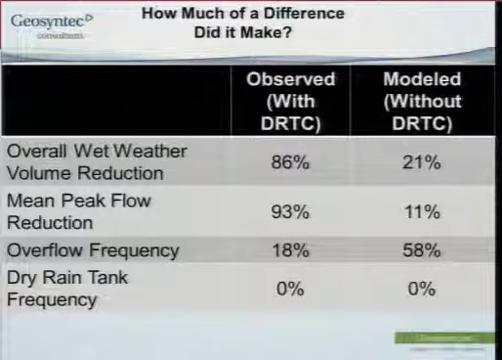 Geosyntec
consultants
How Much of a Difference
Did it Make?
Observed
(With
DRTC)
Modeled
(Without
DRTC)
Overall Wet Weather
Volume Reduction
86%
21%
Mean Peak Flow
Reduction
93%
11%
Overflow Frequency
18%
58%
Dry Rain Tank
Frequency
0%
0%